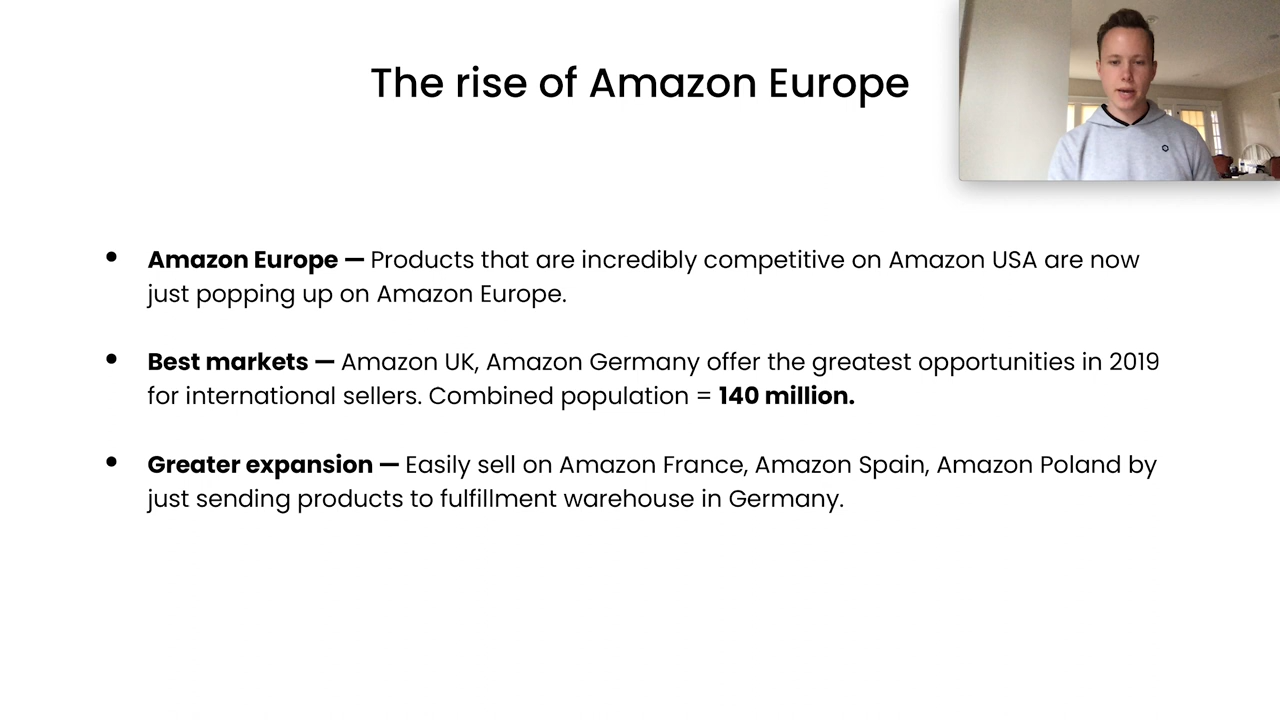 The rise of Amazon Europe
• Amazon Europe — Products that are incredibly competitive on Amazon USA are now
just popping up on Amazon Europe.
• Best markets — Amazon UK, Amazon Germany offer the greatest opportunities in 2019
for international sellers. Combined population = 140 million.
• Greater expansion — Easily sell on Amazon France, Amazon Spain, Amazon Poland by
just sending products to fulfillment warehouse in Germany.